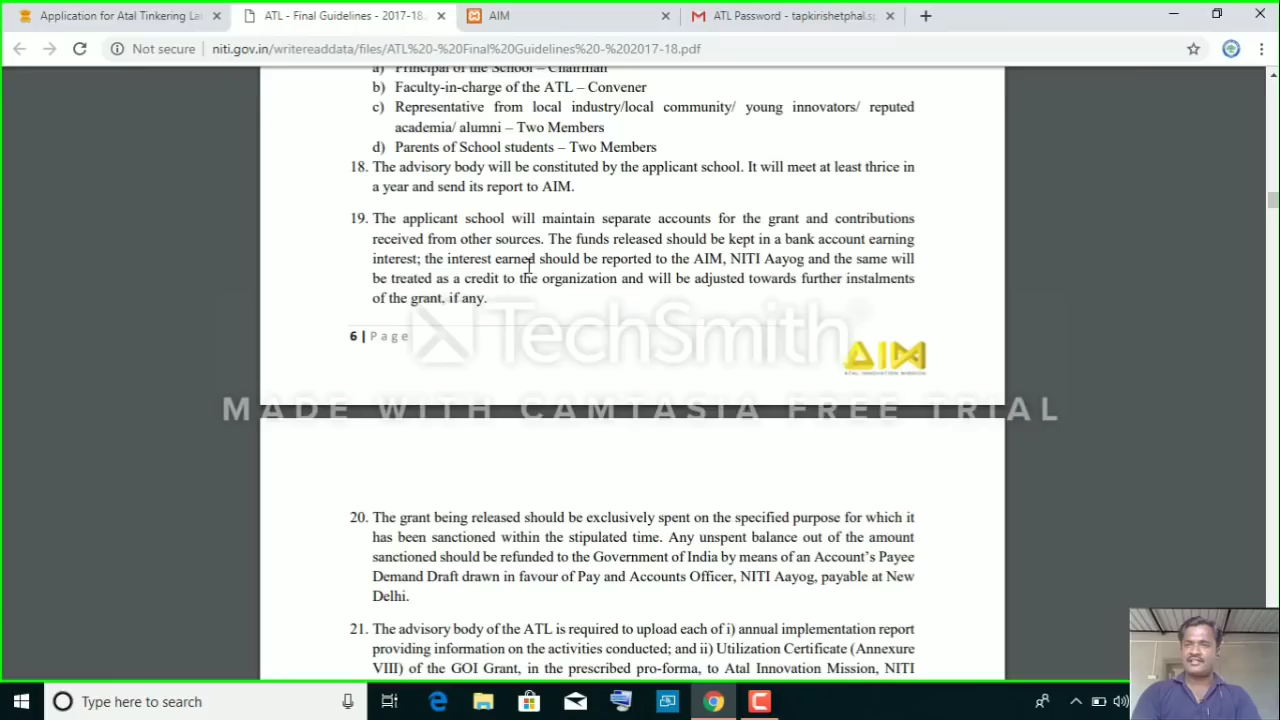 Application for Atal Tinkering La
ATL - Final Guidelines - 2017-18.
AIM
ATL Password - tapkirishetphal.s
Not secure
niti.gov.in/writereaddata/files/ATL%20-%20Final%20Guidelines%20-%202017-18.pdf
a) Principal of the School – Chairman
b) Faculty-in-charge of the ATL – Convener
c) Representative from local industry/local community/ young innovators/ reputed
academia/ alumni – Two Members
d) Parents of School students – Two Members
18. The advisory body will be constituted by the applicant school. It will meet at least thrice in
a year and send its report to AIM.
19. The applicant school will maintain separate accounts for the grant and contributions
received from other sources. The funds released should be kept in a bank account earning
interest; the interest earned should be reported to the AIM, NITI Aayog and the same will
be treated as a credit to the organization and will be adjusted towards further instalments
of the grant, if any.
TechSmith
6 | Page
AIM
ATAL INNOVATION MISSION
MADE WITH CAMTASIA FREE TRIAL
20. The grant being released should be exclusively spent on the specified purpose for which it
has been sanctioned within the stipulated time. Any unspent balance out of the amount
sanctioned should be refunded to the Government of India by means of an Account's Payee
Demand Draft drawn in favour of Pay and Accounts Officer, NITI Aayog, payable at New
Delhi.
21. The advisory body of the ATL is required to upload each of i) annual implementation report
providing information on the activities conducted; and ii) Utilization Certificate (Annexure
VIII) of the GOI Grant, in the prescribed pro-forma, to Atal Innovation Mission, NITI
Type here to search